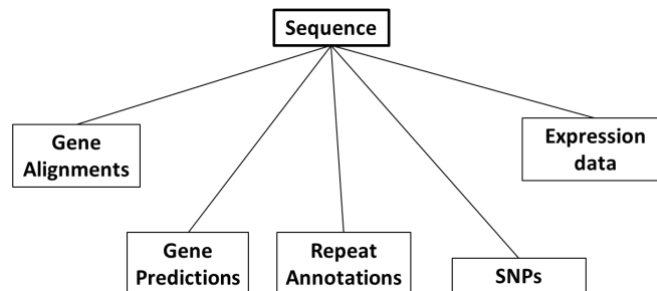 Sequence
Gene
Alignments
Expression
data
Gene
Predictions
Repeat
Annotations
SNPs